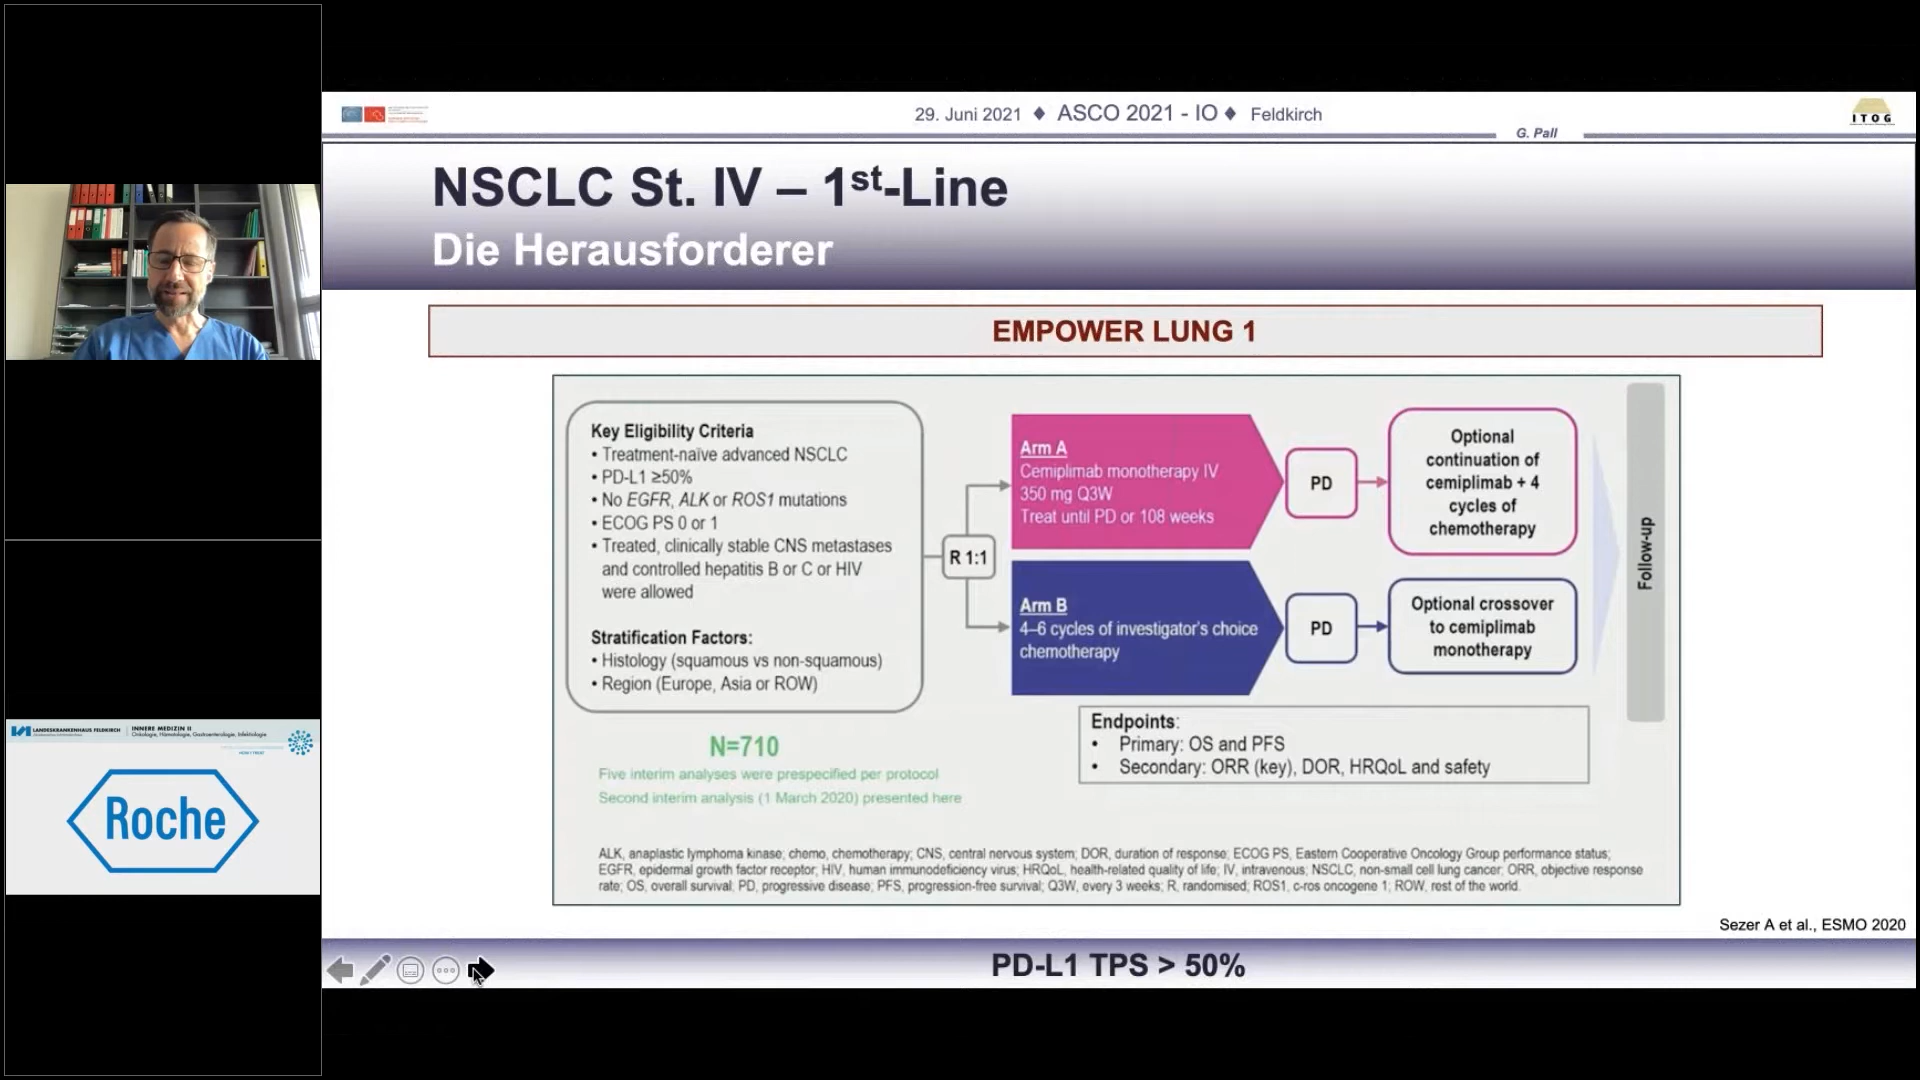 29. Juni 2021 ♦ ASCO 2021 - IO ♦ Feldkirch
ITOG
G. Pall
NSCLC St. IV – 1st-Line
Die Herausforderer
EMPOWER LUNG 1
Key Eligibility Criteria
• Treatment-naïve advanced NSCLC
• PD-L1 ≥50%
• No EGFR, ALK or ROS1 mutations
• ECOG PS 0 or 1
• Treated, clinically stable CNS metastases
and controlled hepatitis B or C or HIV
were allowed
Stratification Factors:
• Histology (squamous vs non-squamous)
• Region (Europe, Asia or ROW)
R 1:1
Arm A
Cemiplimab monotherapy IV
350 mg Q3W
Treat until PD or 108 weeks
PD
Optional
continuation of
cemiplimab + 4
cycles of
chemotherapy
Arm B
4–6 cycles of investigator's choice
chemotherapy
PD
Optional crossover
to cemiplimab
monotherapy
Follow-up
N=710
Five interim analyses were prespecified per protocol
Second interim analysis (1 March 2020) presented here
Endpoints:
• Primary: OS and PFS
• Secondary: ORR (key), DOR, HRQoL and safety
ALK, anaplastic lymphoma kinase; chemo, chemotherapy; CNS, central nervous system; DOR, duration of response; ECOG PS, Eastern Cooperative Oncology Group performance status;
EGFR, epidermal growth factor receptor; HIV, human immunodeficiency virus; HRQoL, health-related quality of life; IV, intravenous; NSCLC, non-small cell lung cancer; ORR, objective response
rate; OS, overall survival; PD, progressive disease; PFS, progression-free survival; Q3W, every 3 weeks; R, randomised; ROS1, c-ros oncogene 1; ROW, rest of the world.
Sezer A et al., ESMO 2020
PD-L1 TPS > 50%
LANDESKRANKENHAUS FELDKIRCH
INNERE MEDIZIN II
Onkologie, Hämatologie, Gastroenterologie, Infektiologie
Roche